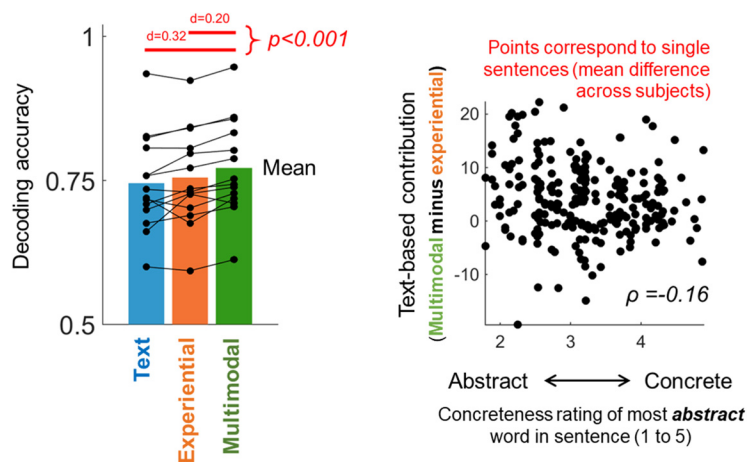 d=0.20
d=0.32
p<0.001
1
0.75
0.5
Decoding accuracy
Mean
Text
Experiential
Multimodal
Points correspond to single
sentences (mean difference
across subjects)
Text-based contribution
(Multimodal minus experiential)
20
10
0
-10
ρ =-0.16
2
3
4
Abstract
Concrete
Concreteness rating of most abstract
word in sentence (1 to 5)